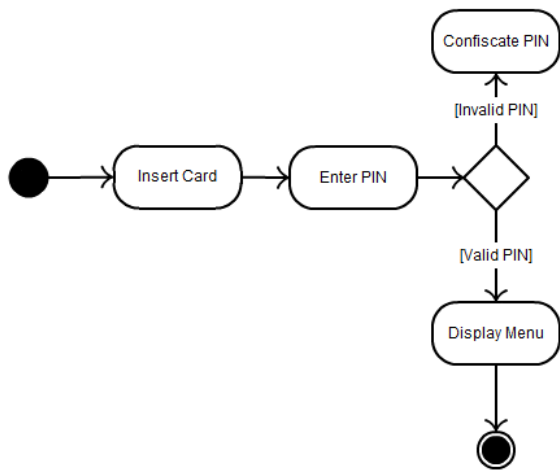 Confiscate PIN
[Invalid PIN]
Insert Card
Enter PIN
[Valid PIN]
Display Menu